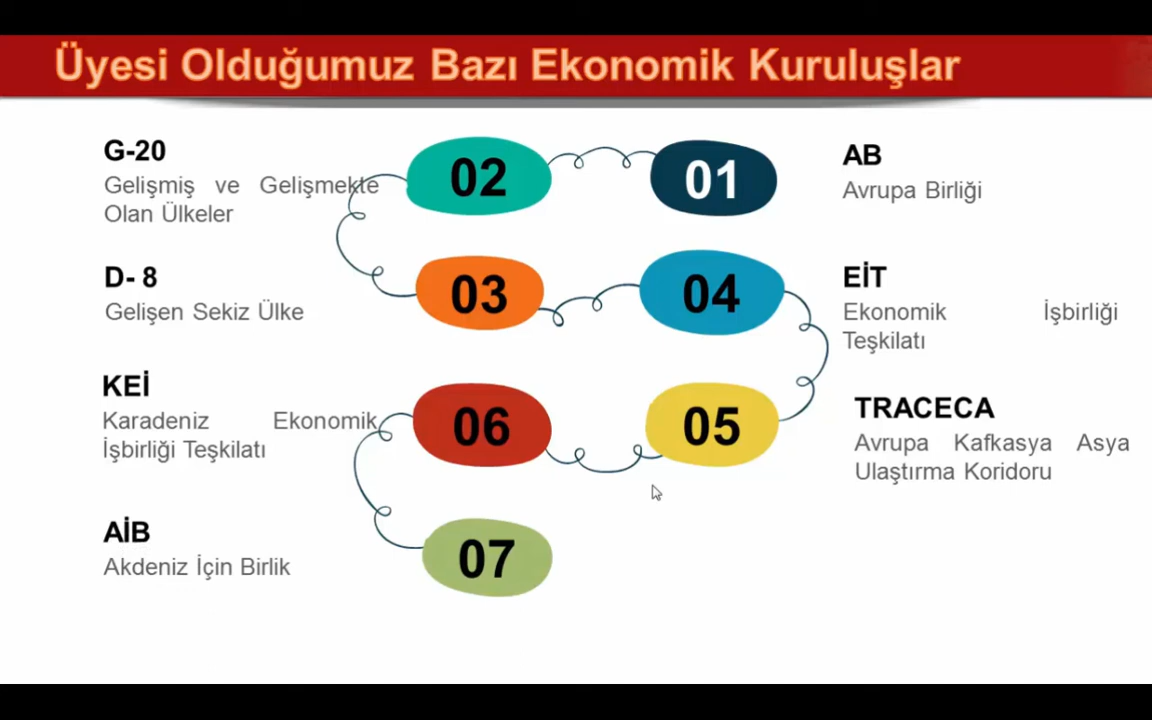 Üyesi Olduğumuz Bazı Ekonomik Kuruluşlar
01
AB
Avrupa Birliği
02
G-20
Gelişmiş ve Gelişmekte
Olan Ülkeler
03
D- 8
Gelişen Sekiz Ülke
04
EİT
Ekonomik İşbirliği
Teşkilatı
05
TRACECA
Avrupa Kafkasya Asya
Ulaştırma Koridoru
06
KEİ
Karadeniz Ekonomik
İşbirliği Teşkilatı
07
AİB
Akdeniz İçin Birlik